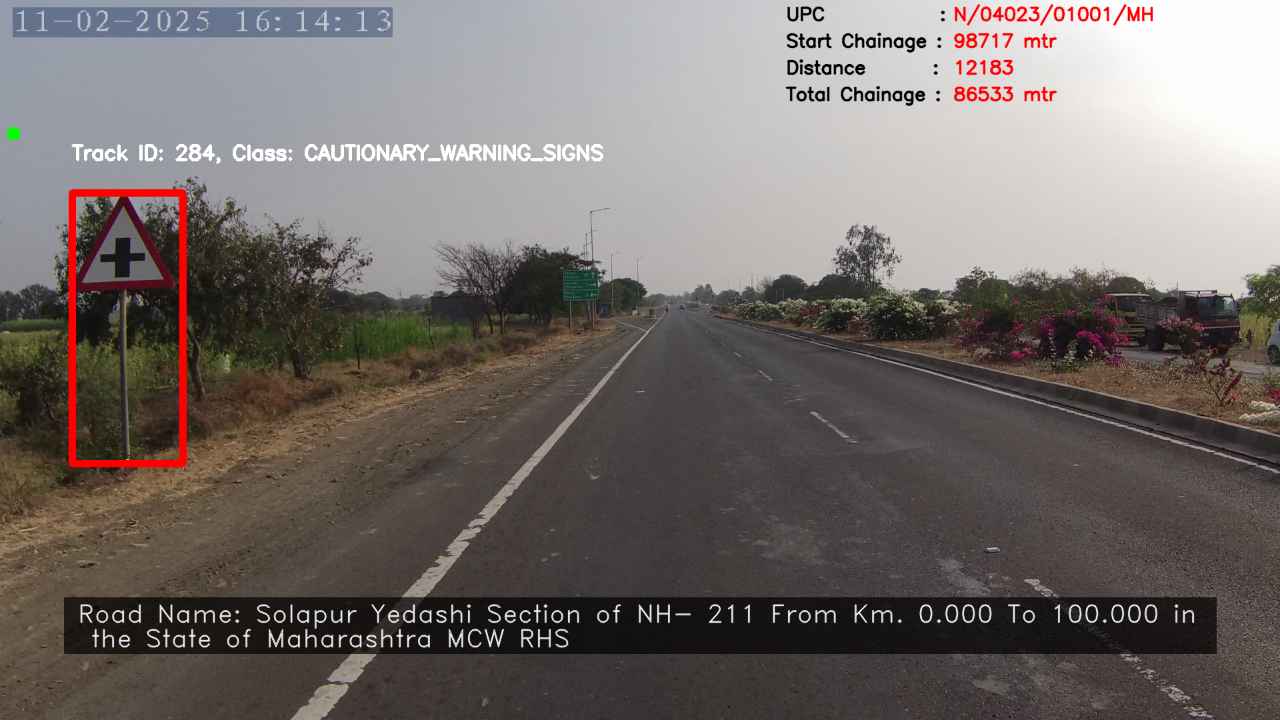 11-02-2025 16:14:13
UPC : N/04023/01001/MH
Start Chainage : 98717 mtr
Distance : 12183
Total Chainage : 86533 mtr
Track ID: 284, Class: CAUTIONARY_WARNING_SIGNS
Road Name: Solapur Yedashi Section of NH- 211 From Km. 0.000 To 100.000 in
the State of Maharashtra MCW RHS